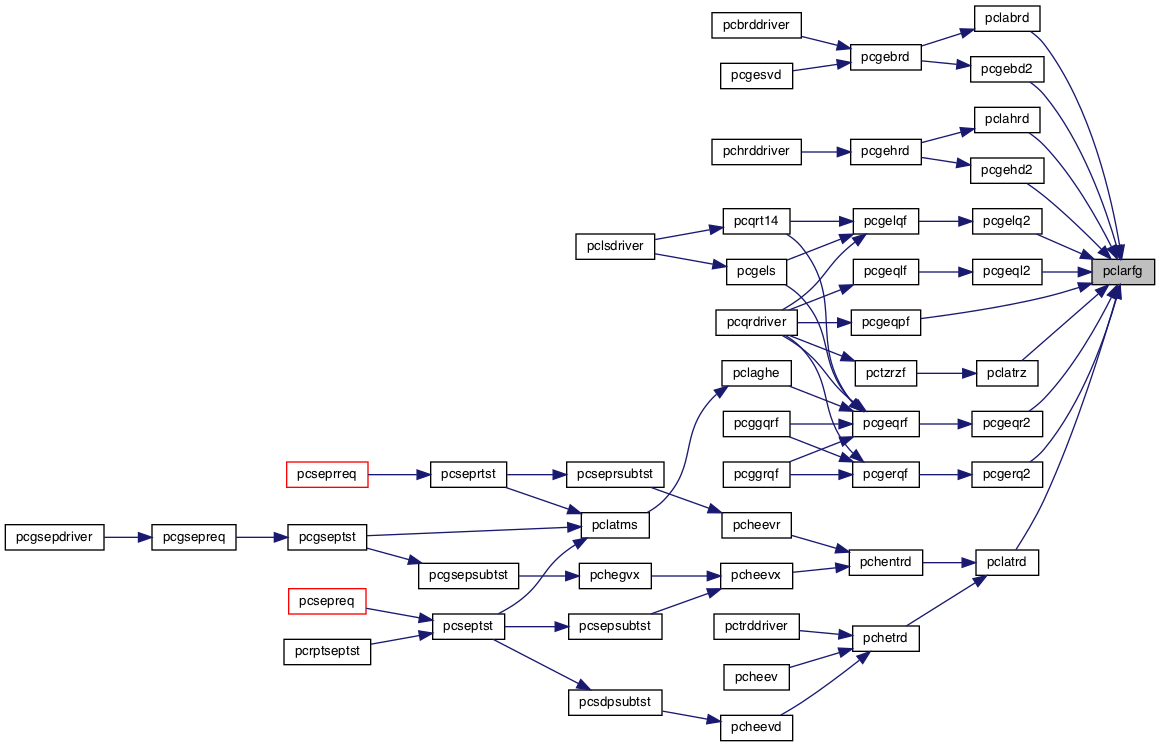 pclabrd
pcbrddriver
pcgebrd
pcgebd2
pcgesvd
pclahrd
pchrddriver
pcgehrd
pcgehd2
pcqrt14
pcgelqf
pcgelq2
pclsdriver
pcgels
pcgeqlf
pcgeql2
pclarfg
pcqrdriver
pcgeqpf
pclaghe
pctzrzf
pclatrz
pcggqrf
pcgeqrf
pcgeqr2
pcseprreq
pcseprtst
pcseprsubtst
pcggrqf
pcgerqf
pcgerq2
pcgsepdriver
pcgsepreq
pcgseptst
pclatms
pcheevr
pcgsepsubtst
pchegvx
pcheevx
pchentrd
pclatrd
pcsepreq
pcseptst
pcsepsubtst
pctrddriver
pchetrd
pcrptseptst
pcheev
pcsdpsubtst
pcheevd